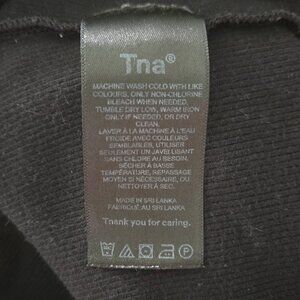 Tna®
MACHINE WASH COLD WITH LIKE
COLOURS, ONLY NON-CHLORINE
BLEACH WHEN NEEDED,
TUMBLE DRY LOW, WARM IRON
ONLY IF NEEDED, OR DRY
CLEAN.
LAVER À LA MACHINE À L'EAU
FROIDE AVEC COULEURS
SEMBLABLES, UTILISER
SEULEMENT UN JAVELLISANT
SANS CHLORE AU BESOIN,
SÉCHER À BASSE
TEMPÉRATURE, REPASSAGE
MOYEN SI NÉCESSAIRE, OU
NETTOYER À SEC.
MADE IN SRI LANKA
FABRIQUÉ AU SRI LANKA
Thank you for caring.